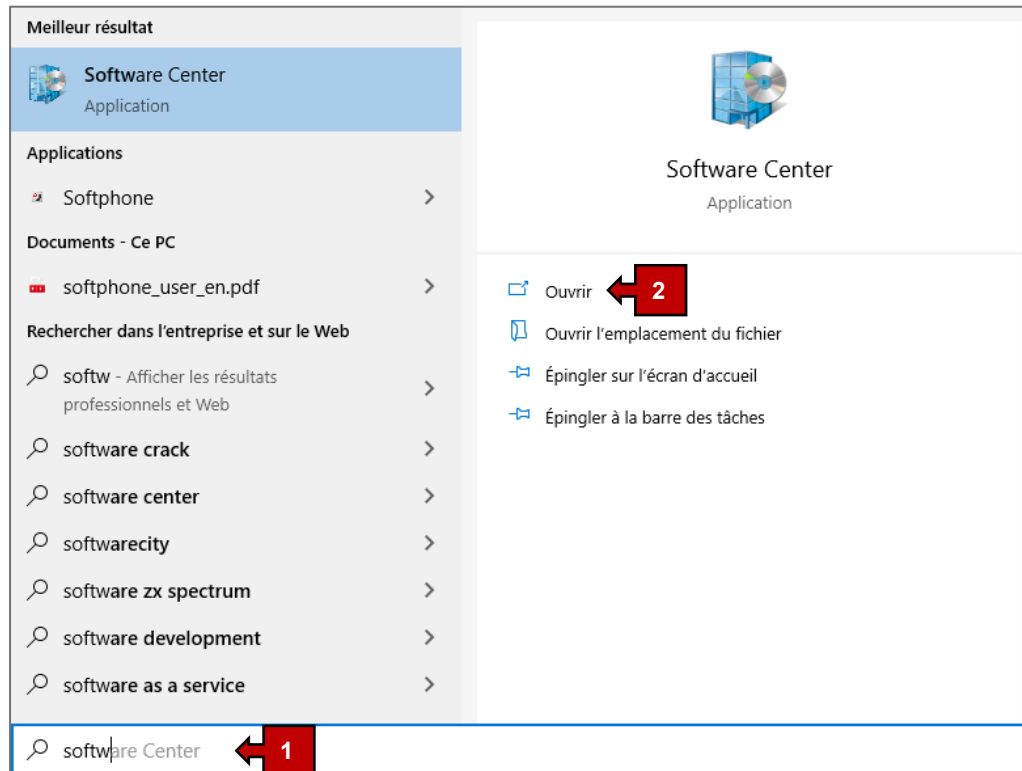 Meilleur résultat
Software Center
Application
Applications
Softphone
Documents - Ce PC
softphone_user_en.pdf
Rechercher dans l'entreprise et sur le Web
softw - Afficher les résultats
professionnels et Web
software crack
software center
softwarecity
software zx spectrum
software development
software as a service
software Center
1
Software Center
Application
Ouvrir
2
Ouvrir l'emplacement du fichier
Épingler sur l'écran d'accueil
Épingler à la barre des tâches